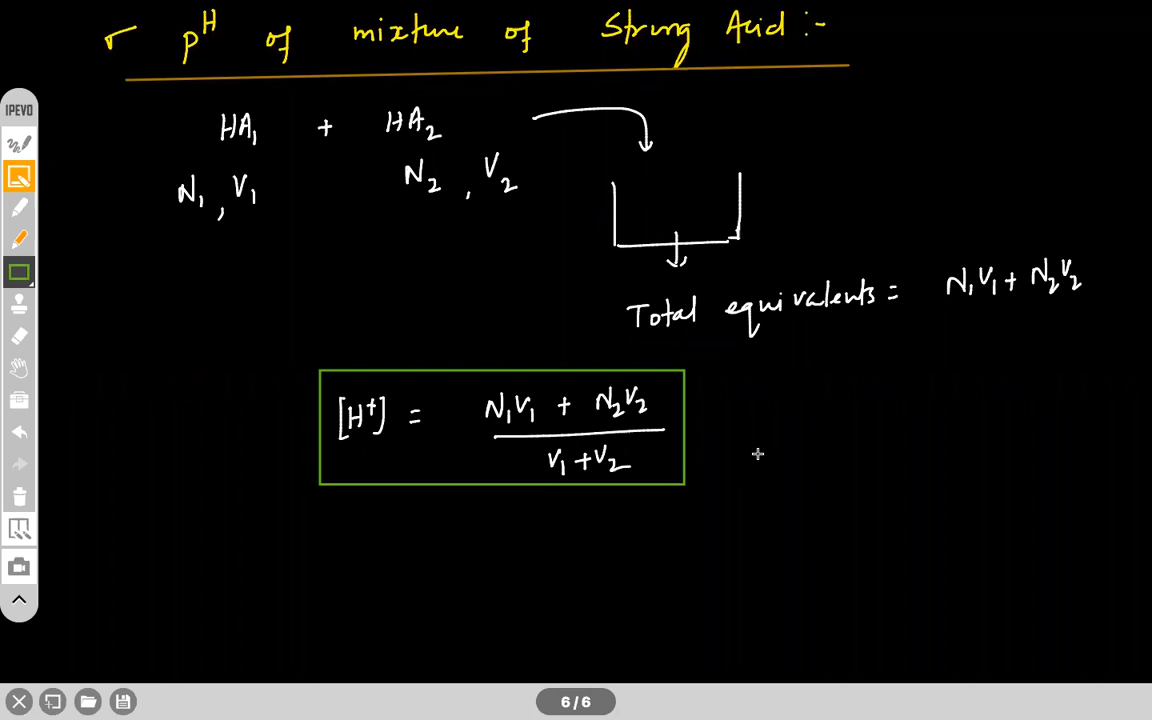 pᴴ of mixture of Strong Acid :-
IPEVO
HA₁ + HA₂
N₁, V₁ N₂, V₂
Total equivalents = N₁V₁ + N₂V₂
[H⁺] = N₁V₁ + N₂V₂
V₁ + V₂
6/6